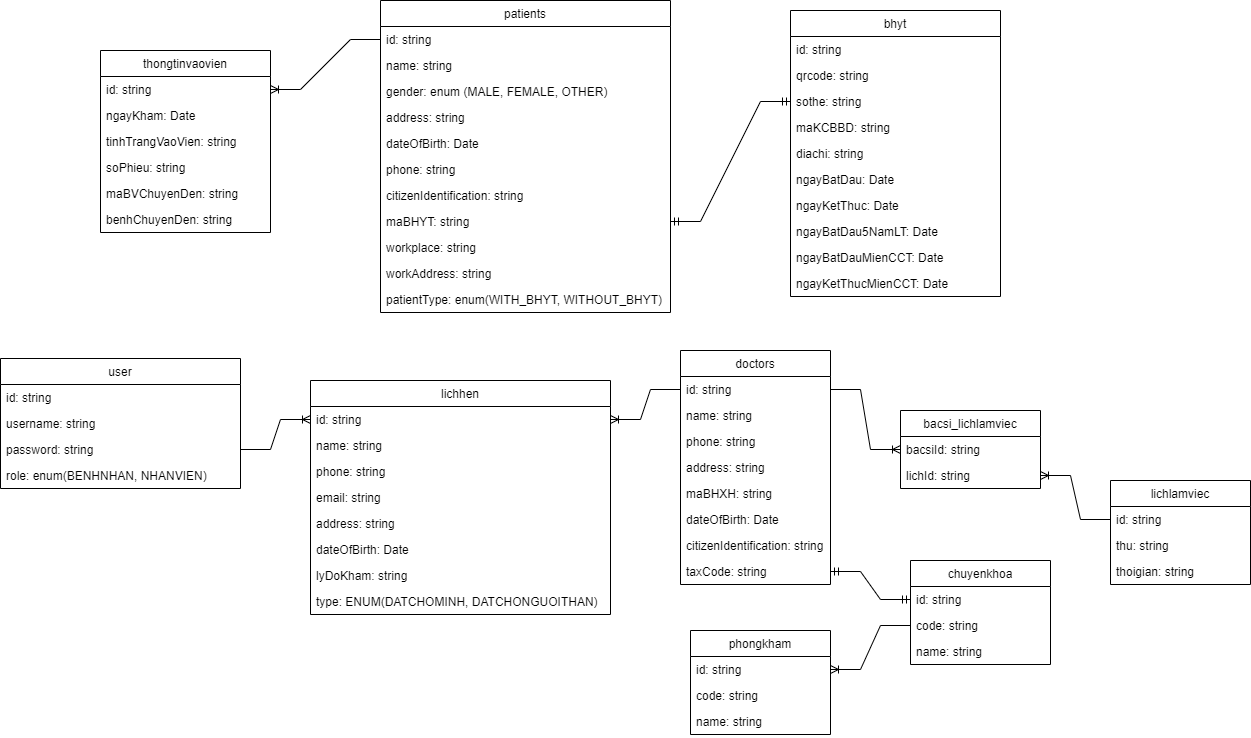 patients
id: string
name: string
gender: enum (MALE, FEMALE, OTHER)
address: string
dateOfBirth: Date
phone: string
citizenIdentification: string
maBHYT: string
workplace: string
workAddress: string
patientType: enum(WITH_BHYT, WITHOUT_BHYT)
bhyt
id: string
qrcode: string
sothe: string
maKCBBD: string
diachi: string
ngayBatDau: Date
ngayKetThuc: Date
ngayBatDau5NamLT: Date
ngayBatDauMienCCT: Date
ngayKetThucMienCCT: Date
thongtinvaovien
id: string
ngayKham: Date
tinhTrangVaoVien: string
soPhieu: string
maBVChuyenDen: string
benhChuyenDen: string
user
id: string
username: string
password: string
role: enum(BENHNHAN, NHANVIEN)
lichhen
id: string
name: string
phone: string
email: string
address: string
dateOfBirth: Date
lyDoKham: string
type: ENUM(DATCHOMINH, DATCHONGUOITHAN)
doctors
id: string
name: string
phone: string
address: string
maBHXH: string
dateOfBirth: Date
citizenIdentification: string
taxCode: string
bacsi_lichlamviec
bacsiId: string
lichId: string
lichlamviec
id: string
thu: string
thoigian: string
chuyenkhoa
id: string
code: string
name: string
phongkham
id: string
code: string
name: string